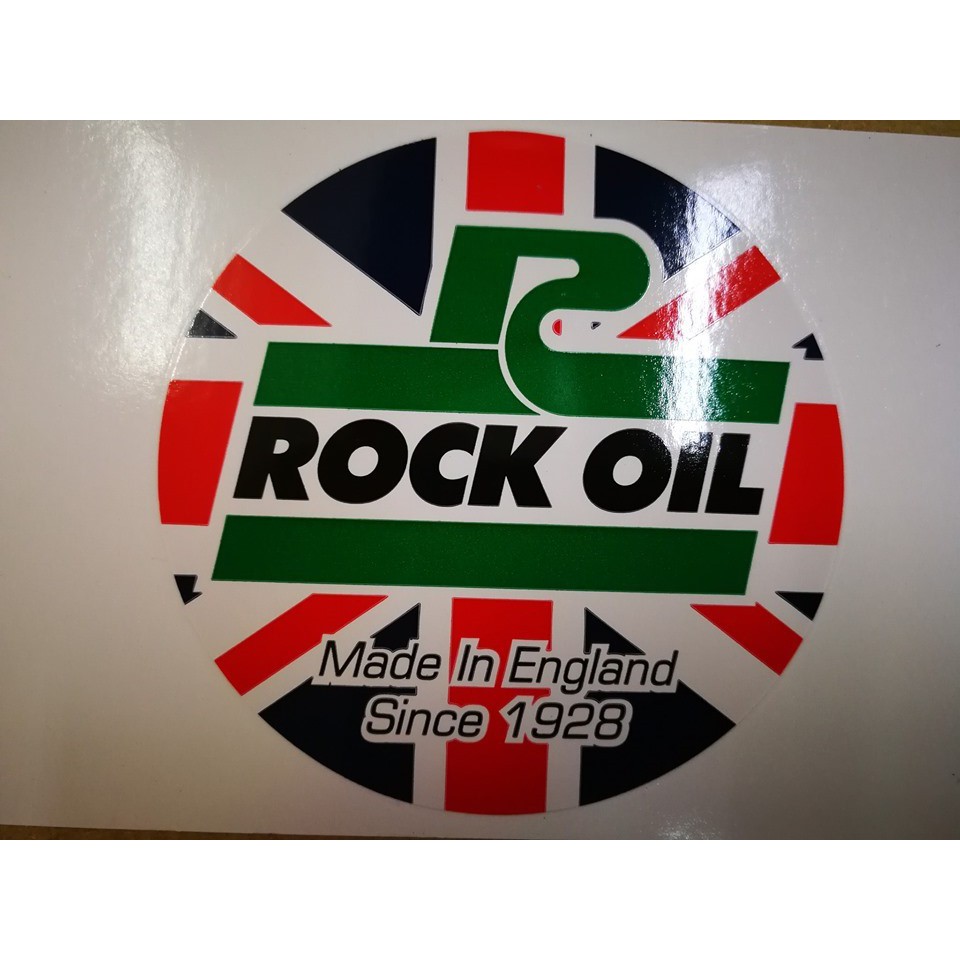 ROCK OIL
Made In England
Since 1928